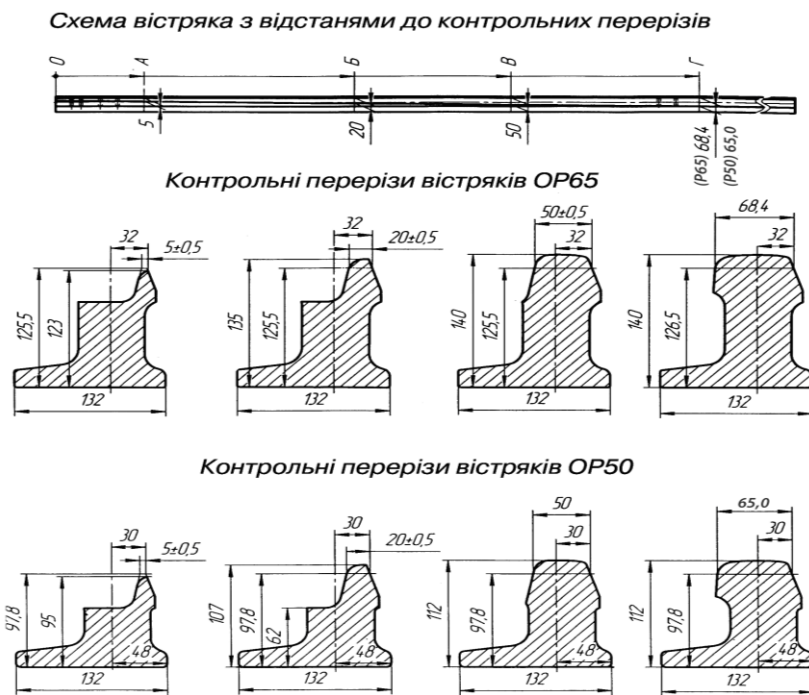 Схема вістряка з відстанями до контрольних перерізів
О А Б В Г
5 20 50 (Р65) 68,4
(Р50) 65,0
Контрольні перерізи вістряків ОР65
32 32 50±0,5 68,4
5±0,5 20±0,5 32 32
125,5 123 135 125,5 140 125,5 140 126,5
132 132 132 132
Контрольні перерізи вістряків ОР50
30 30 50 65,0
5±0,5 20±0,5 30 30
97,8 95 107 97,8 62 112 97,8 112 97,8
48 48 48 48
132 132 132 132